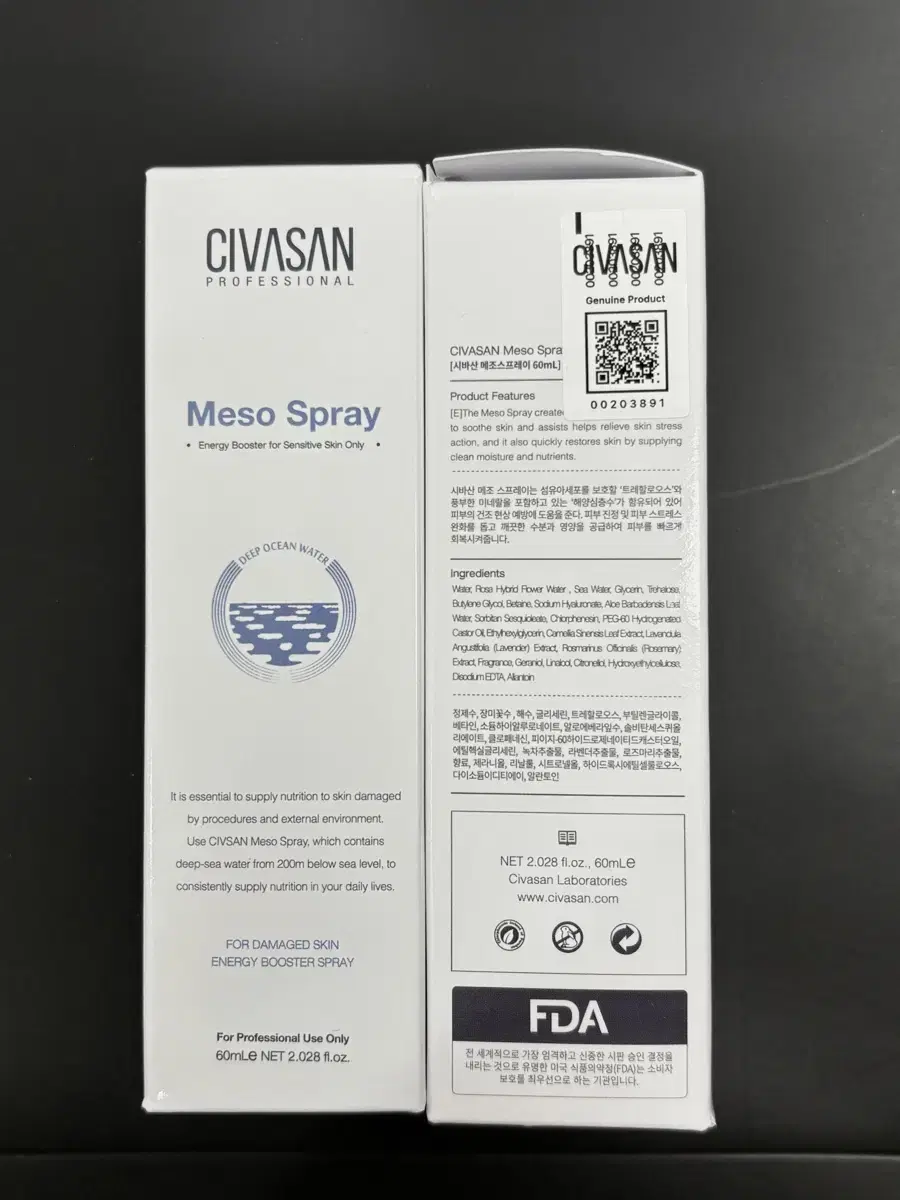 CIVASAN
PROFESSIONAL
Meso Spray
• Energy Booster for Sensitive Skin Only •
DEEP OCEAN WATER
It is essential to supply nutrition to skin damaged
by procedures and external environment.
Use CIVSAN Meso Spray, which contains
deep-sea water from 200m below sea level, to
consistently supply nutrition in your daily lives.
FOR DAMAGED SKIN
ENERGY BOOSTER SPRAY
For Professional Use Only
60mLe NET 2.028 fl.oz.
CIVASAN
00203891 00203891 00203891 00203891
Genuine Product
00203891
CIVASAN Meso Spra
[시바산 메조스프레이 60mL]
Product Features
[E]The Meso Spray created
to soothe skin and assists helps relieve skin stress
action, and it also quickly restores skin by supplying
clean moisture and nutrients.
시바산 메조 스프레이는 섬유아세포를 보호할 '트레할로오스'와
풍부한 미네랄을 포함하고 있는 '해양심층수'가 함유되어 있어
피부의 건조 현상 예방에 도움을 준다. 피부 진정 및 피부 스트레스
완화를 돕고 깨끗한 수분과 영양을 공급하여 피부를 빠르게
회복시켜줍니다.
Ingredients
Water, Rosa Hybrid Flower Water , Sea Water, Glycerin, Trehalose,
Butylene Glycol, Betaine, Sodium Hyaluronate, Aloe Barbadensis Leaf
Water, Sorbitan Sesquioleate, Chlorphenesin, PEG-60 Hydrogenated
Castor Oil, Ethylhexylglycerin, Camellia Sinensis Leaf Extract, Lavandula
Angustifolia (Lavender) Extract, Rosmarinus Officinalis (Rosemary)
Extract, Fragrance, Geraniol, Linalool, Citronellol, Hydroxyethylcellulose,
Disodium EDTA, Allantoin
정제수, 장미꽃수 , 해수, 글리세린, 트레할로오스, 부틸렌글라이콜,
베타인, 소듐하이알루로네이트, 알로에베라잎수, 솔비탄세스퀴올
리에이트, 클로페네신, 피이지-60하이드로제네이티드캐스터오일,
에틸헥실글리세린, 녹차추출물, 라벤더추출물, 로즈마리추출물,
향료, 제라니올, 리날룰, 시트로넬올, 하이드록시에틸셀룰로오스,
다이소듐이디티에이, 알란토인
NET 2.028 fl.oz., 60mLe
Civasan Laboratories
www.civasan.com
FDA
전 세계적으로 가장 엄격하고 신중한 시판 승인 결정을
내리는 것으로 유명한 미국 식품의약청(FDA)는 소비자
보호를 최우선으로 하는 기관입니다.